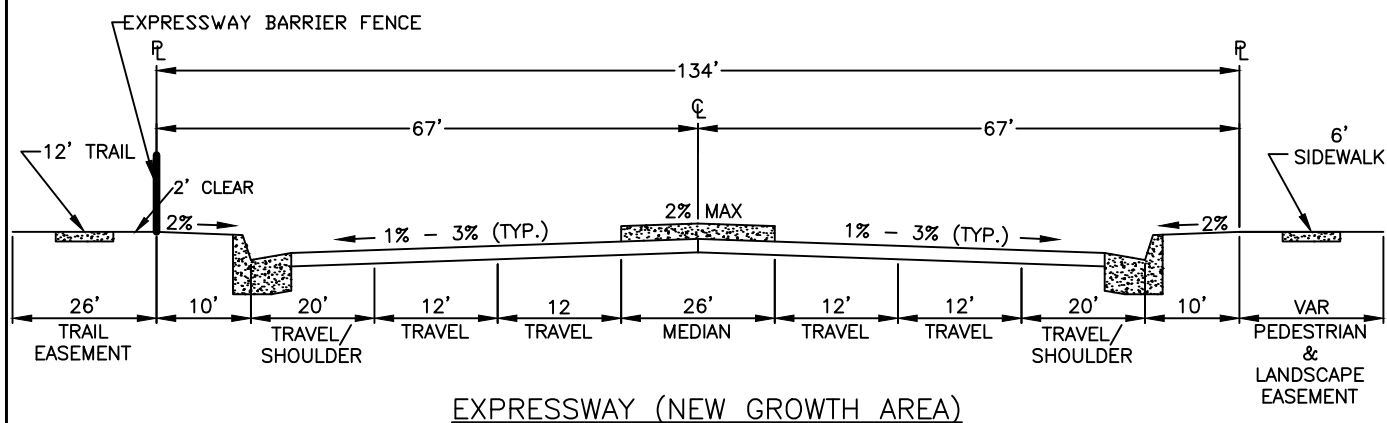 EXPRESSWAY BARRIER FENCE
℄
℄
134'
℄
67'
67'
12' TRAIL
6'
SIDEWALK
2' CLEAR
2%
2% MAX
2%
1% - 3% (TYP.)
1% - 3% (TYP.)
26'
10'
20'
12'
12
26'
12'
12'
20'
10'
VAR
TRAIL
EASEMENT
TRAVEL/
SHOULDER
TRAVEL
TRAVEL
MEDIAN
TRAVEL
TRAVEL
TRAVEL/
SHOULDER
PEDESTRIAN
&
LANDSCAPE
EASEMENT
EXPRESSWAY (NEW GROWTH AREA)